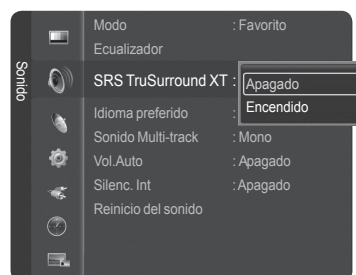 Sonido
Modo : Favorito
Ecualizador
SRS TruSurround XT :
Apagado
Encendido
Idioma preferido :
Sonido Multi-track : Mono
Vol.Auto : Apagado
Silenc. Int : Apagado
Reinicio del sonido